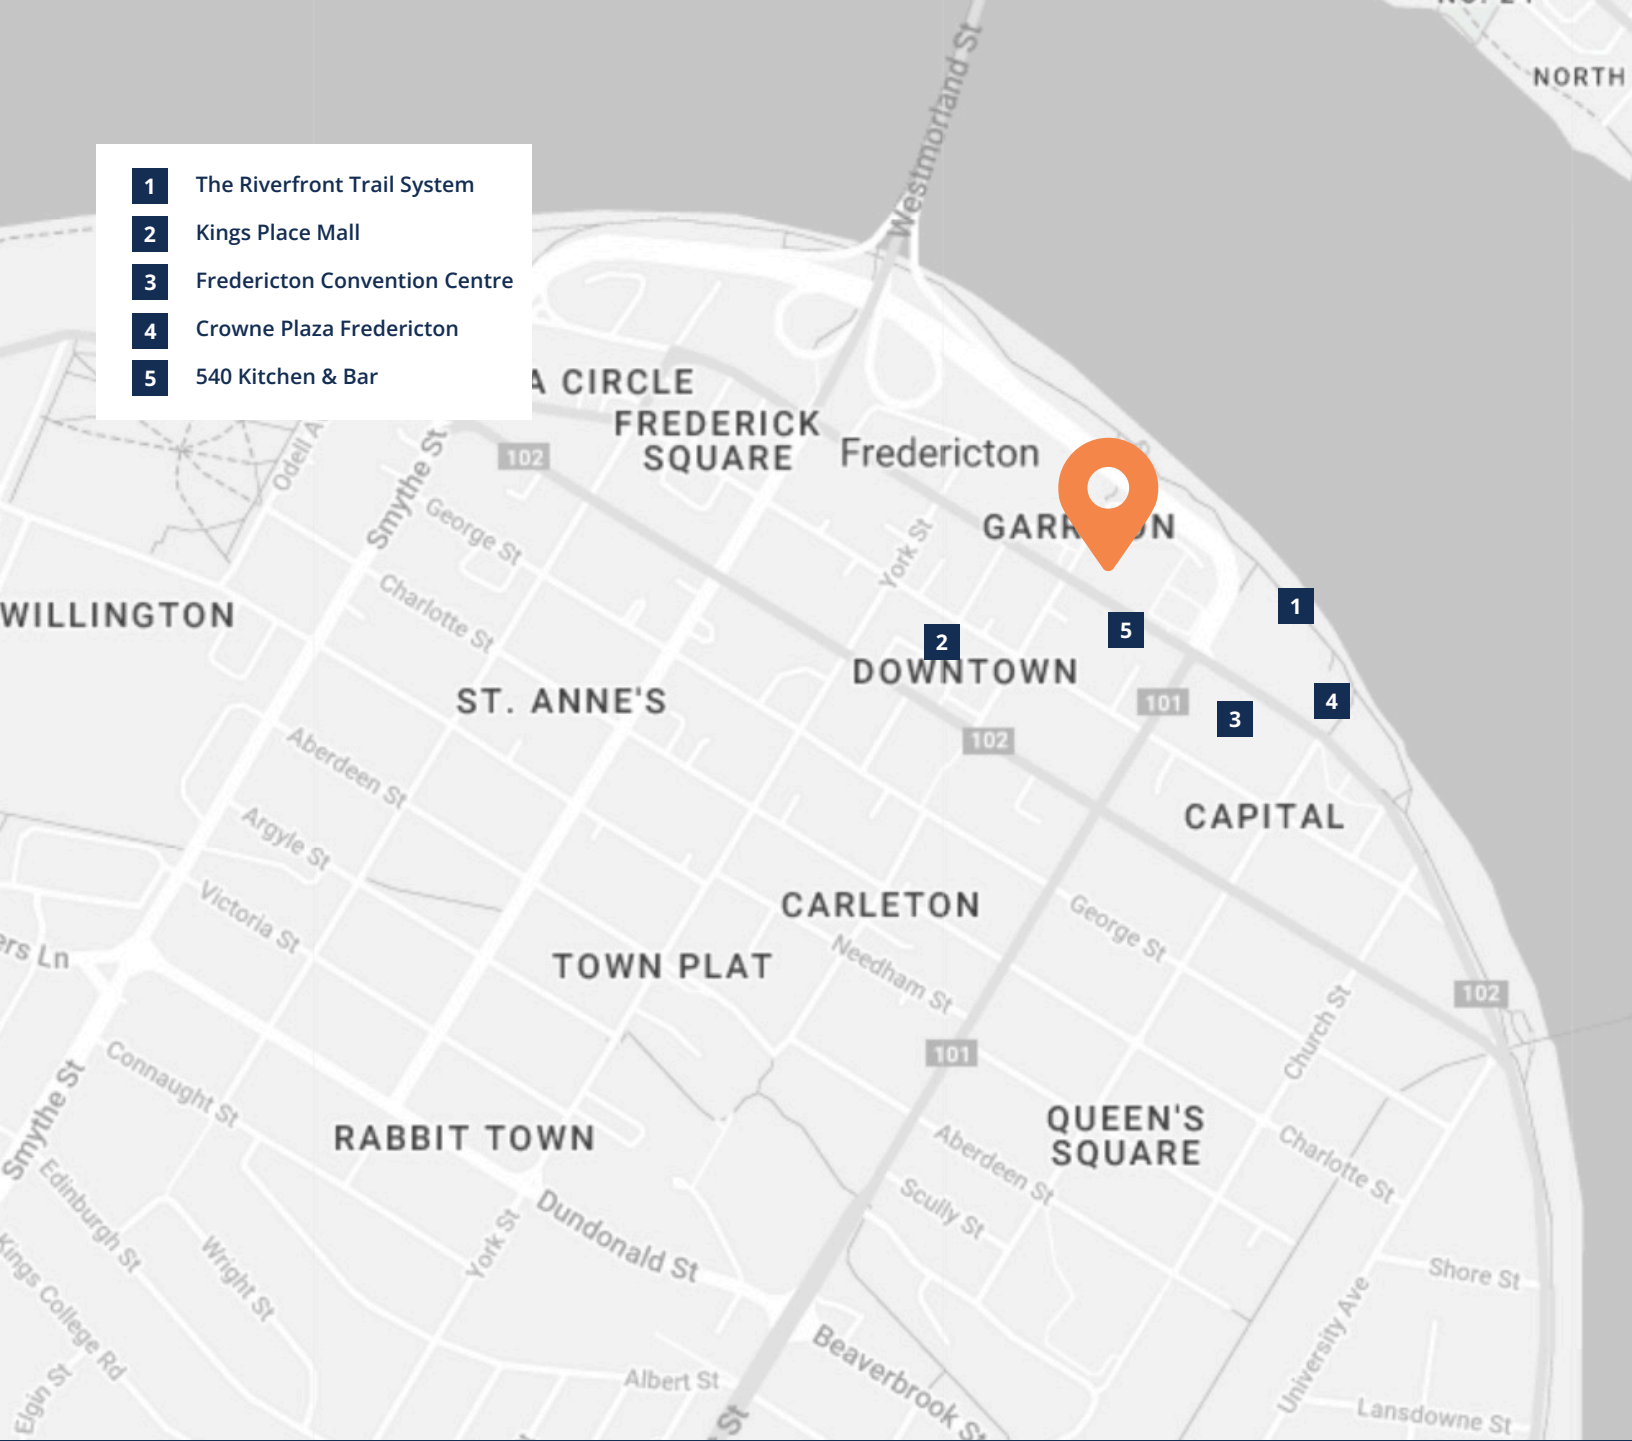 NORTH
Westmorland St
1 The Riverfront Trail System
2 Kings Place Mall
3 Fredericton Convention Centre
4 Crowne Plaza Fredericton
5 540 Kitchen & Bar
A CIRCLE
FREDERICK
SQUARE
Fredericton
102
Smythe St
George St
York St
1
2
5
WILLINGTON
Charlotte St
DOWNTOWN
ST. ANNE'S
101
4
3
102
Aberdeen St
CAPITAL
Argyle St
Victoria St
CARLETON
George St
Needham St
TOWN PLAT
102
Church St
101
Smythe St
Connaught St
RABBIT TOWN
QUEEN'S
SQUARE
Aberdeen St
Charlotte St
Scully St
Edinburgh St
Dundonald St
York St
Wright St
Shore St
Kings College Rd
University Ave
Beaverbrook St
Albert St
Elgin St
Lansdowne St
St